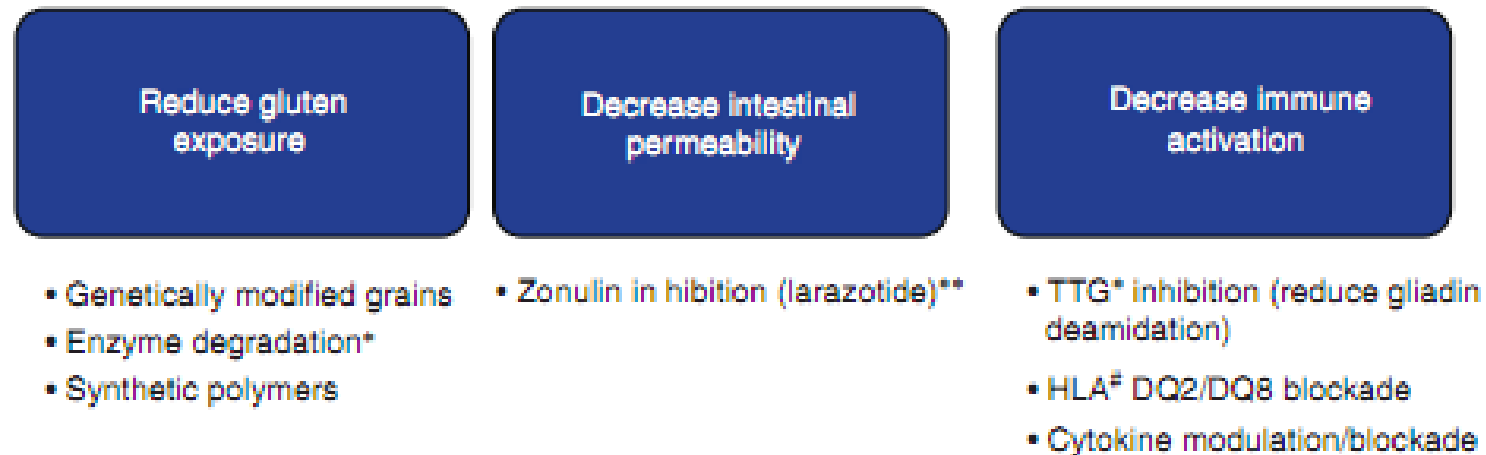 Reduce gluten
exposure
Decrease intestinal
permeability
Decrease immune
activation
• Genetically modified grains
• Enzyme degradation*
• Synthetic polymers
• Zonulin in hibition (larazotide)**
• TTG* inhibition (reduce gliadin
deamidation)
• HLA≠ DQ2/DQ8 blockade
• Cytokine modulation/blockade